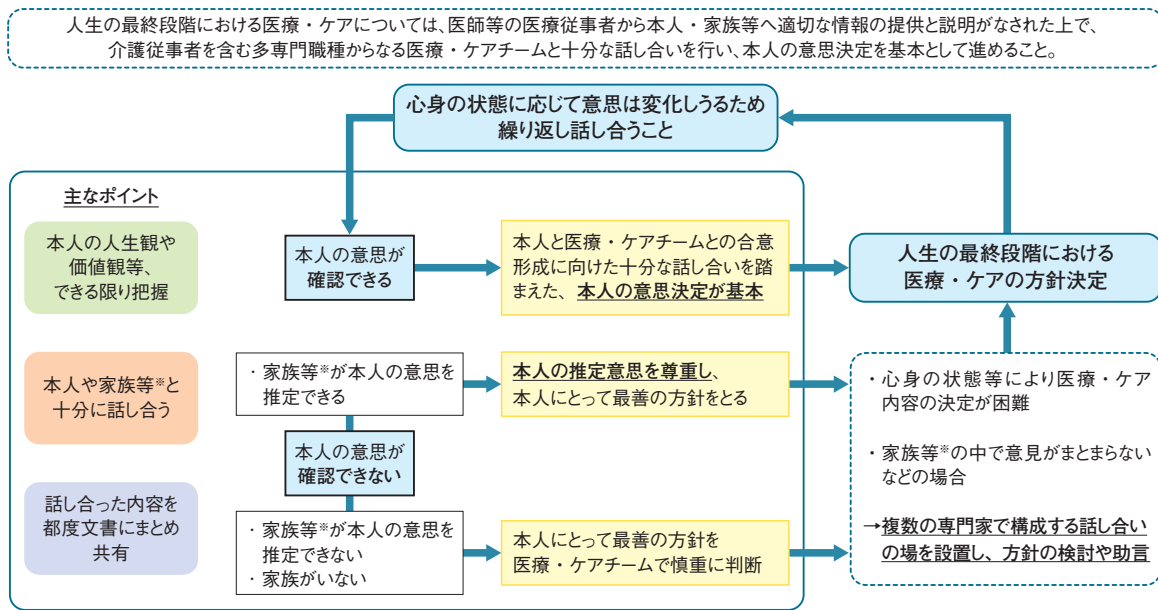 人生の最終段階における医療・ケアについては、医師等の医療従事者から本人・家族等へ適切な情報の提供と説明がなされた上で、
介護従事者を含む多専門職種からなる医療・ケアチームと十分な話し合いを行い、本人の意思決定を基本として進めること。
心身の状態に応じて意思は変化しうるため
繰り返し話し合うこと
主なポイント
本人の人生観や
価値観等、
できる限り把握
本人の意思が
確認できる
本人と医療・ケアチームとの合意
形成に向けた十分な話し合いを踏
まえた、本人の意思決定が基本
人生の最終段階における
医療・ケアの方針決定
本人や家族等※と
十分に話し合う
・家族等※が本人の意思を
推定できる
本人の推定意思を尊重し、
本人にとって最善の方針をとる
本人の意思が
確認できない
話し合った内容を
都度文書にまとめ
共有
・家族等※が本人の意思を
推定できない
・家族がいない
本人にとって最善の方針を
医療・ケアチームで慎重に判断
・心身の状態等により医療・ケア
内容の決定が困難
・家族等※の中で意見がまとまらない
などの場合
→複数の専門家で構成する話し合い
の場を設置し、方針の検討や助言